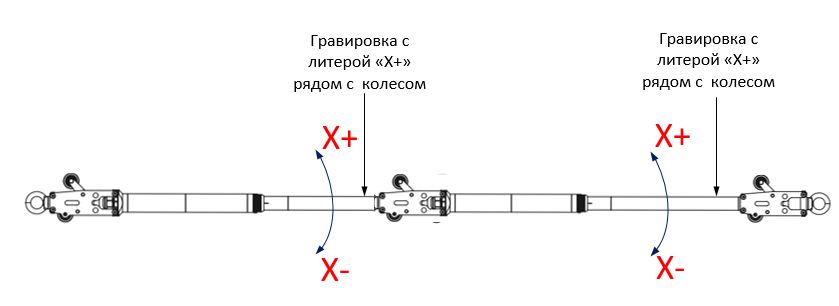 Гравировка с
литерой «X+»
рядом с колесом
Гравировка с
литерой «X+»
рядом с колесом
X+
X+
X-
X-